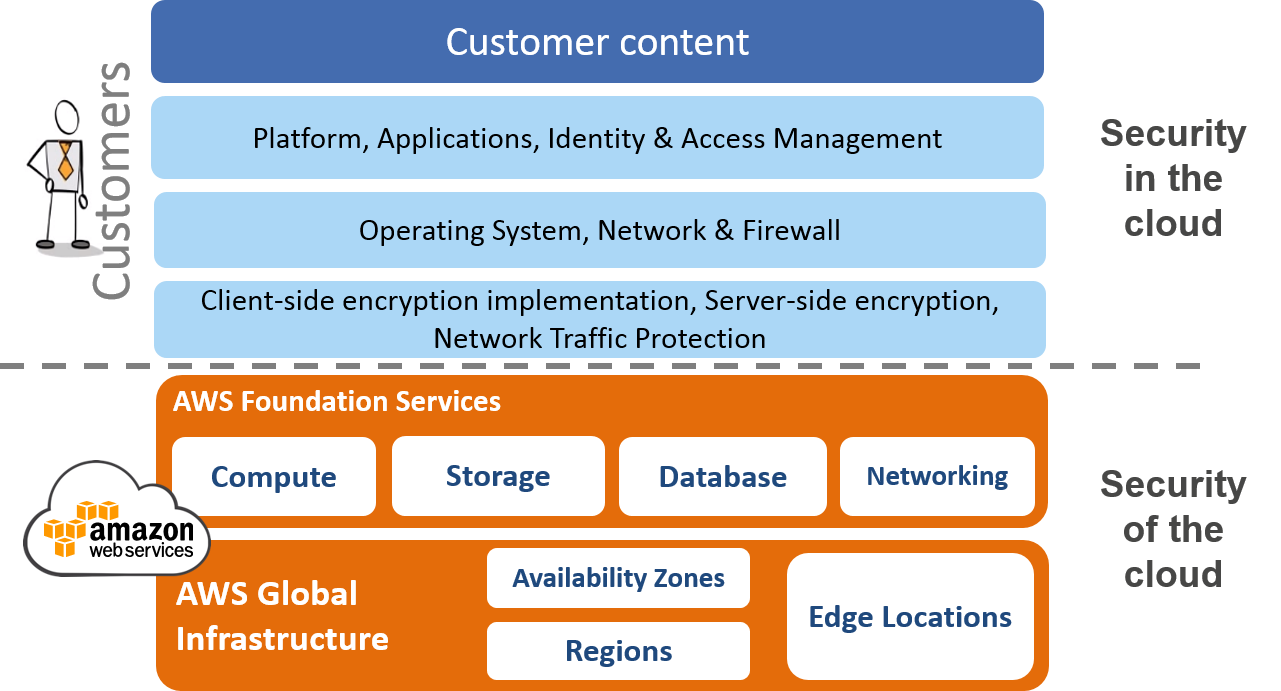 Customer content
Customers
Platform, Applications, Identity & Access Management
Security
in the
cloud
Operating System, Network & Firewall
Client-side encryption implementation, Server-side encryption,
Network Traffic Protection
AWS Foundation Services
Compute
Storage
Database
Networking
Security
of the
cloud
amazon
web services
AWS Global
Infrastructure
Availability Zones
Regions
Edge Locations